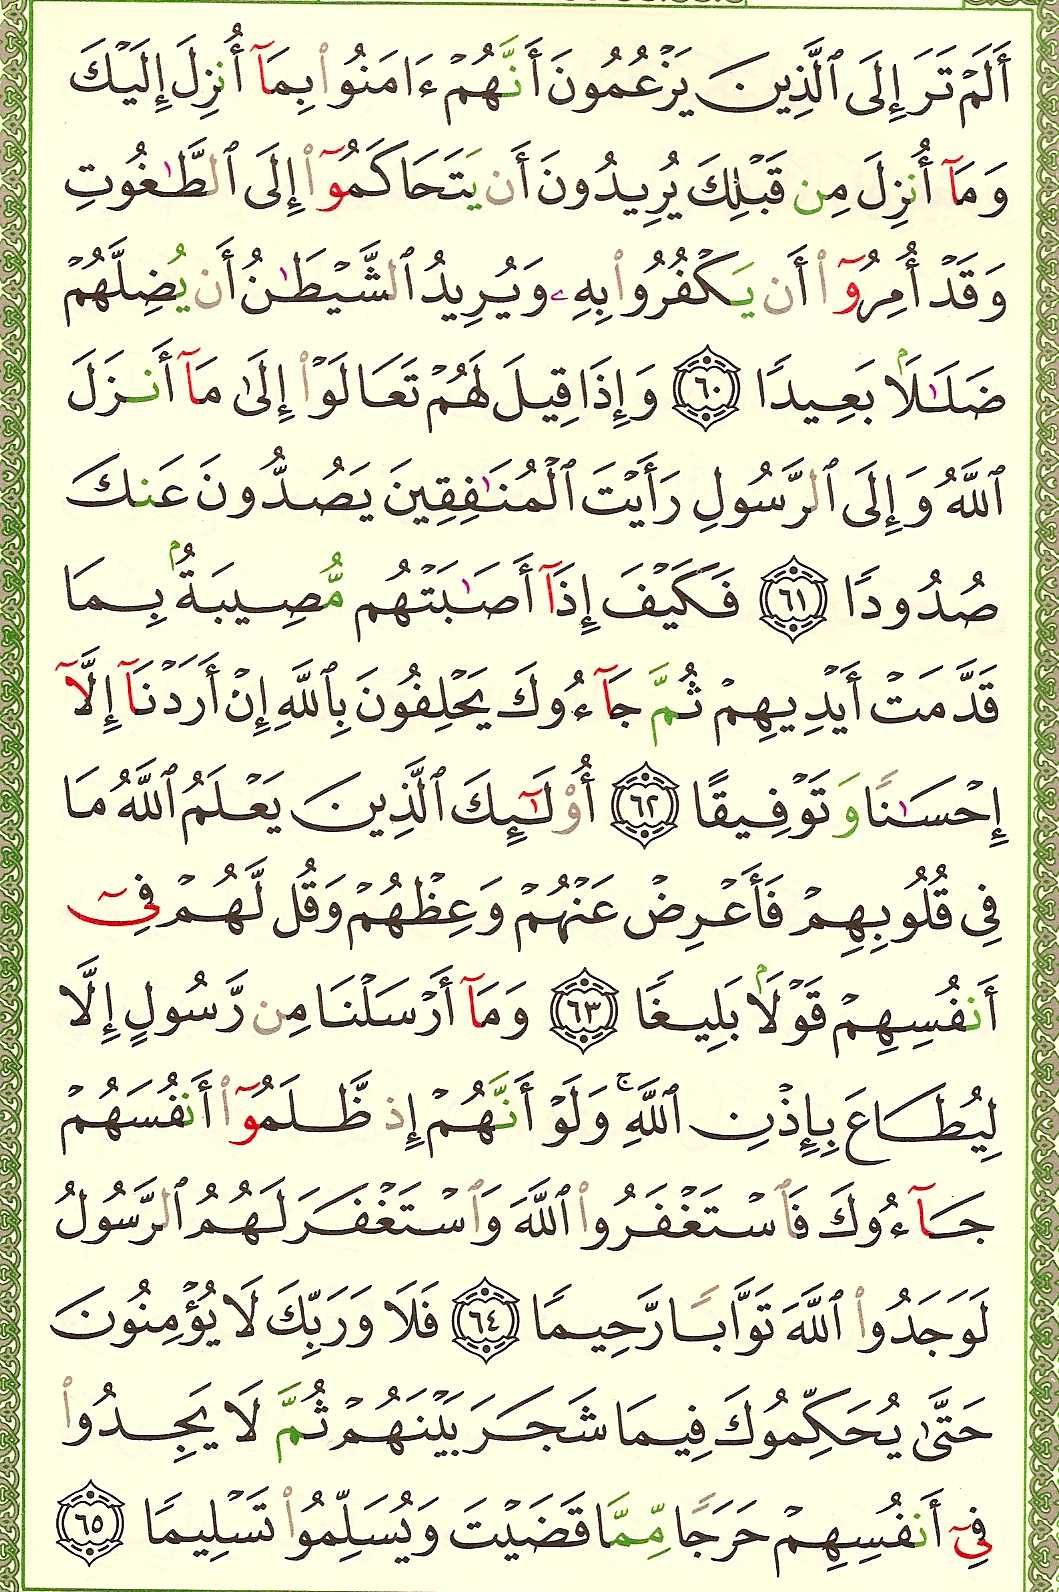 أَلَمْ تَرَ إِلَى ٱلَّذِينَ يَزْعُمُونَ أَنَّهُمْ ءَامَنُوا۟ بِمَآ أُنزِلَ إِلَيْكَ
وَمَآ أُنزِلَ مِن قَبْلِكَ يُرِيدُونَ أَن يَتَحَاكَمُوٓا۟ إِلَى ٱلطَّٰغُوتِ
وَقَدْ أُمِرُوٓا۟ أَن يَكْفُرُوا۟ بِهِۦ وَيُرِيدُ ٱلشَّيْطَٰنُ أَن يُضِلَّهُمْ
ضَلَٰلًۢا بَعِيدًا ٦٠ وَإِذَا قِيلَ لَهُمْ تَعَالَوْا۟ إِلَىٰ مَآ أَنزَلَ
ٱللَّهُ وَإِلَى ٱلرَّسُولِ رَأَيْتَ ٱلْمُنَٰفِقِينَ يَصُدُّونَ عَنكَ
صُدُودًا ٦١ فَكَيْفَ إِذَآ أَصَٰبَتْهُم مُّصِيبَةٌۢ بِمَا
قَدَّمَتْ أَيْدِيهِمْ ثُمَّ جَآءُوكَ يَحْلِفُونَ بِٱللَّهِ إِنْ أَرَدْنَآ إِلَّآ
إِحْسَٰنًا وَتَوْفِيقًا ٦٢ أُو۟لَٰٓئِكَ ٱلَّذِينَ يَعْلَمُ ٱللَّهُ مَا
فِى قُلُوبِهِمْ فَأَعْرِضْ عَنْهُمْ وَعِظْهُمْ وَقُل لَّهُمْ فِىٓ
أَنفُسِهِمْ قَوْلًۢا بَلِيغًا ٦٣ وَمَآ أَرْسَلْنَا مِن رَّسُولٍ إِلَّا
لِيُطَاعَ بِإِذْنِ ٱللَّهِ ۚ وَلَوْ أَنَّهُمْ إِذ ظَّلَمُوٓا۟ أَنفُسَهُمْ
جَآءُوكَ فَٱسْتَغْفَرُوا۟ ٱللَّهَ وَٱسْتَغْفَرَ لَهُمُ ٱلرَّسُولُ
لَوَجَدُوا۟ ٱللَّهَ تَوَّابًا رَّحِيمًا ٦٤ فَلَا وَرَبِّكَ لَا يُؤْمِنُونَ
حَتَّىٰ يُحَكِّمُوكَ فِيمَا شَجَرَ بَيْنَهُمْ ثُمَّ لَا يَجِدُوا۟
فِىٓ أَنفُسِهِمْ حَرَجًا مِّمَّا قَضَيْتَ وَيُسَلِّمُوا۟ تَسْلِيمًا ٦٥